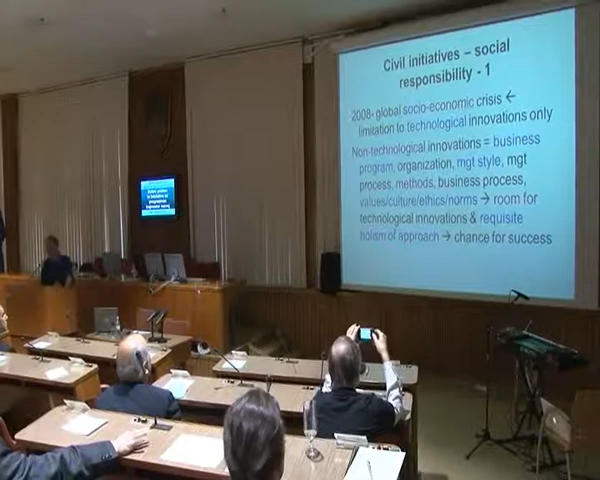 Civil initiatives – social
responsibility - 1
2008- global socio-economic crisis ←
limitation to technological innovations only
Non-technological innovations = business
program, organization, mgt style, mgt
process, methods, business process,
values/culture/ethics/norms → room for
technological innovations & requisite
holism of approach → chance for success